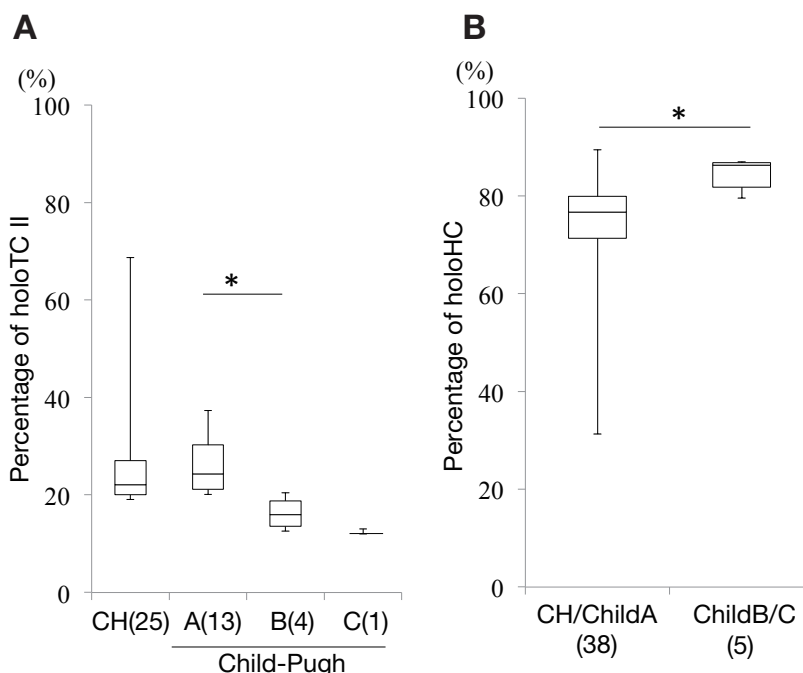 A
(%)
100
80
60
40
20
0
Percentage of holoTC II
*
CH(25) A(13) B(4) C(1)
Child-Pugh
B
(%)
100
80
60
40
20
0
Percentage of holoHC
*
CH/ChildA ChildB/C
(38) (5)